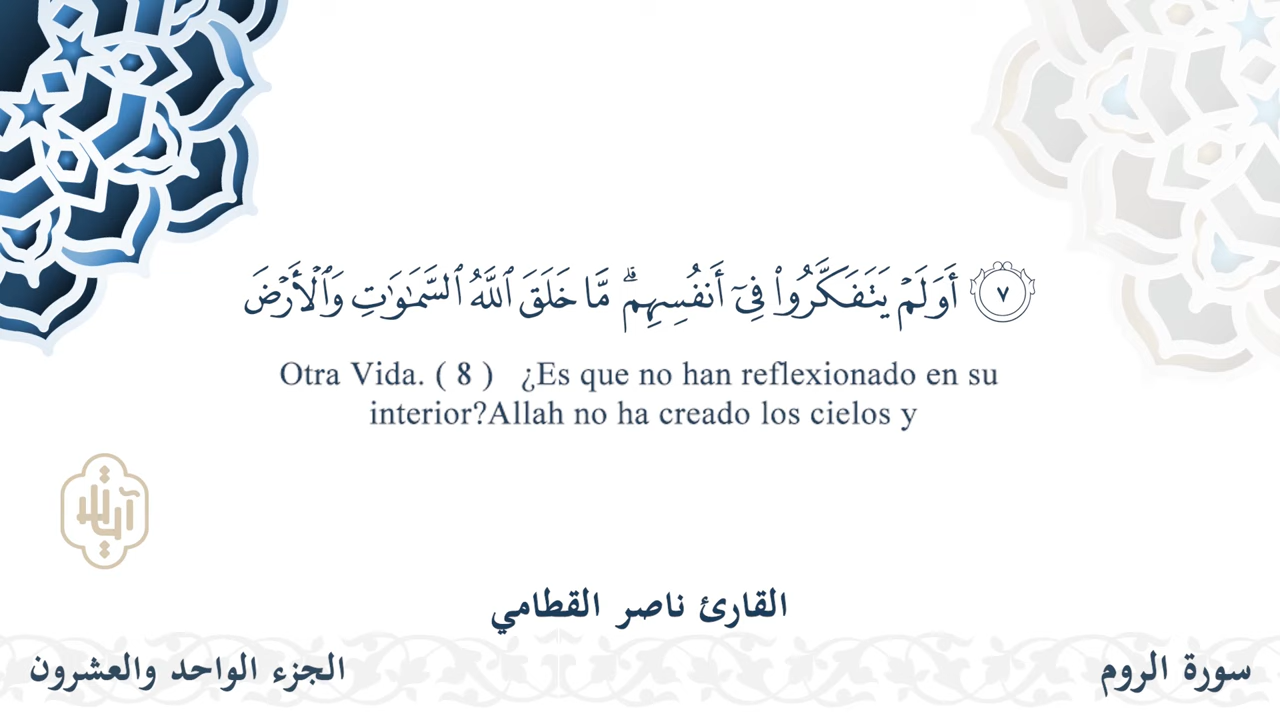 ٧ أَوَلَمۡ يَتَفَكَّرُواْ فِيٓ أَنفُسِهِمۗ مَّا خَلَقَ ٱللَّهُ ٱلسَّمَٰوَٰتِ وَٱلۡأَرۡضَ
Otra Vida. ( 8 ) ¿Es que no han reflexionado en su
interior?Allah no ha creado los cielos y
القارئ ناصر القطامي
سورة الروم
الجزء الواحد والعشرون